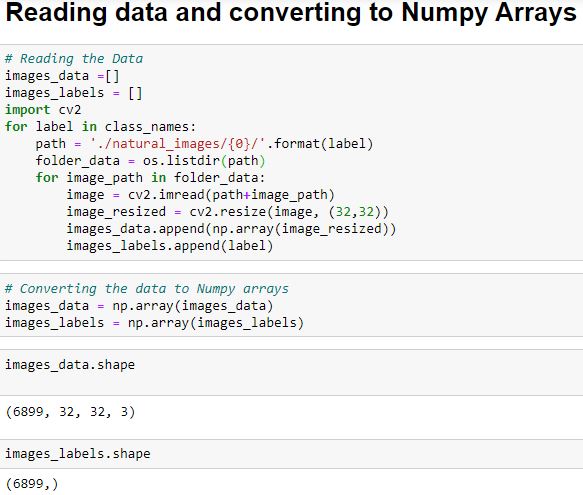 Reading data and converting to Numpy Arrays
# Reading the Data
images_data =[]
images_labels = []
import cv2
for label in class_names:
    path = './natural_images/{0}/'.format(label)
    folder_data = os.listdir(path)
    for image_path in folder_data:
        image = cv2.imread(path+image_path)
        image_resized = cv2.resize(image, (32,32))
        images_data.append(np.array(image_resized))
        images_labels.append(label)
# Converting the data to Numpy arrays
images_data = np.array(images_data)
images_labels = np.array(images_labels)
images_data.shape
(6899, 32, 32, 3)
images_labels.shape
(6899,)